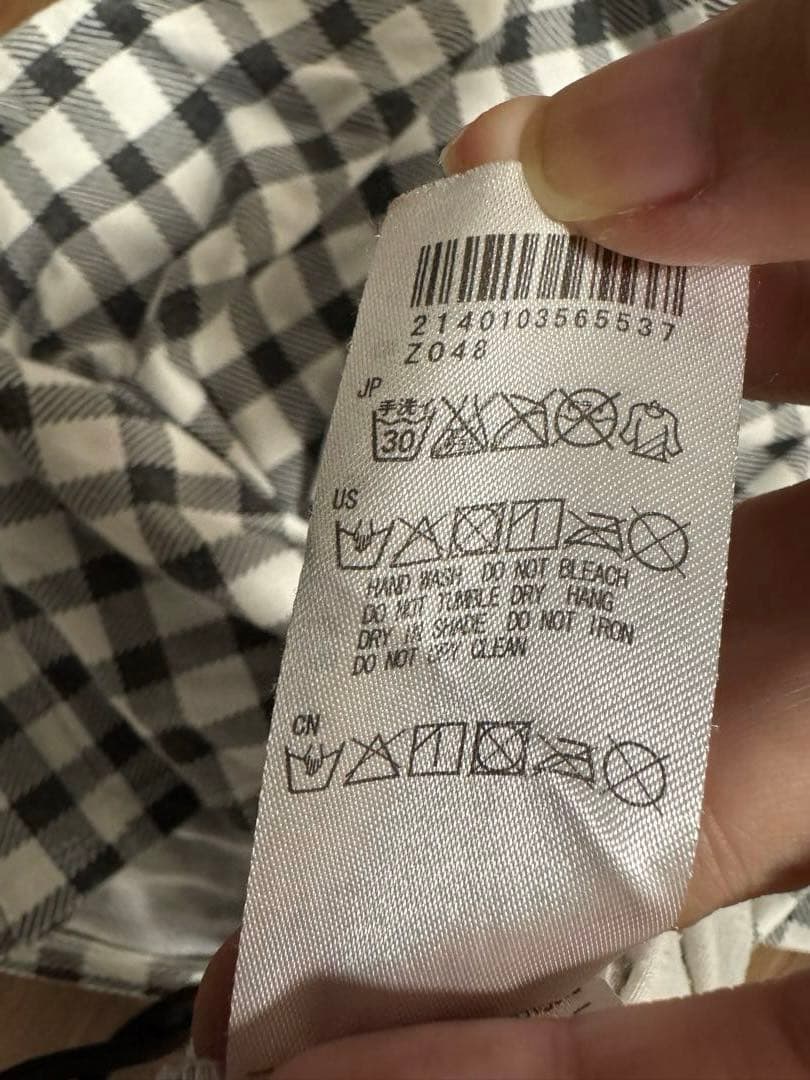 2140103565537
Z048
JP
手洗イ
30
US
HAND WASH DO NOT BLEACH
DO NOT TUMBLE DRY HANG
DRY IN SHADE DO NOT IRON
DO NOT DRY CLEAN
CN